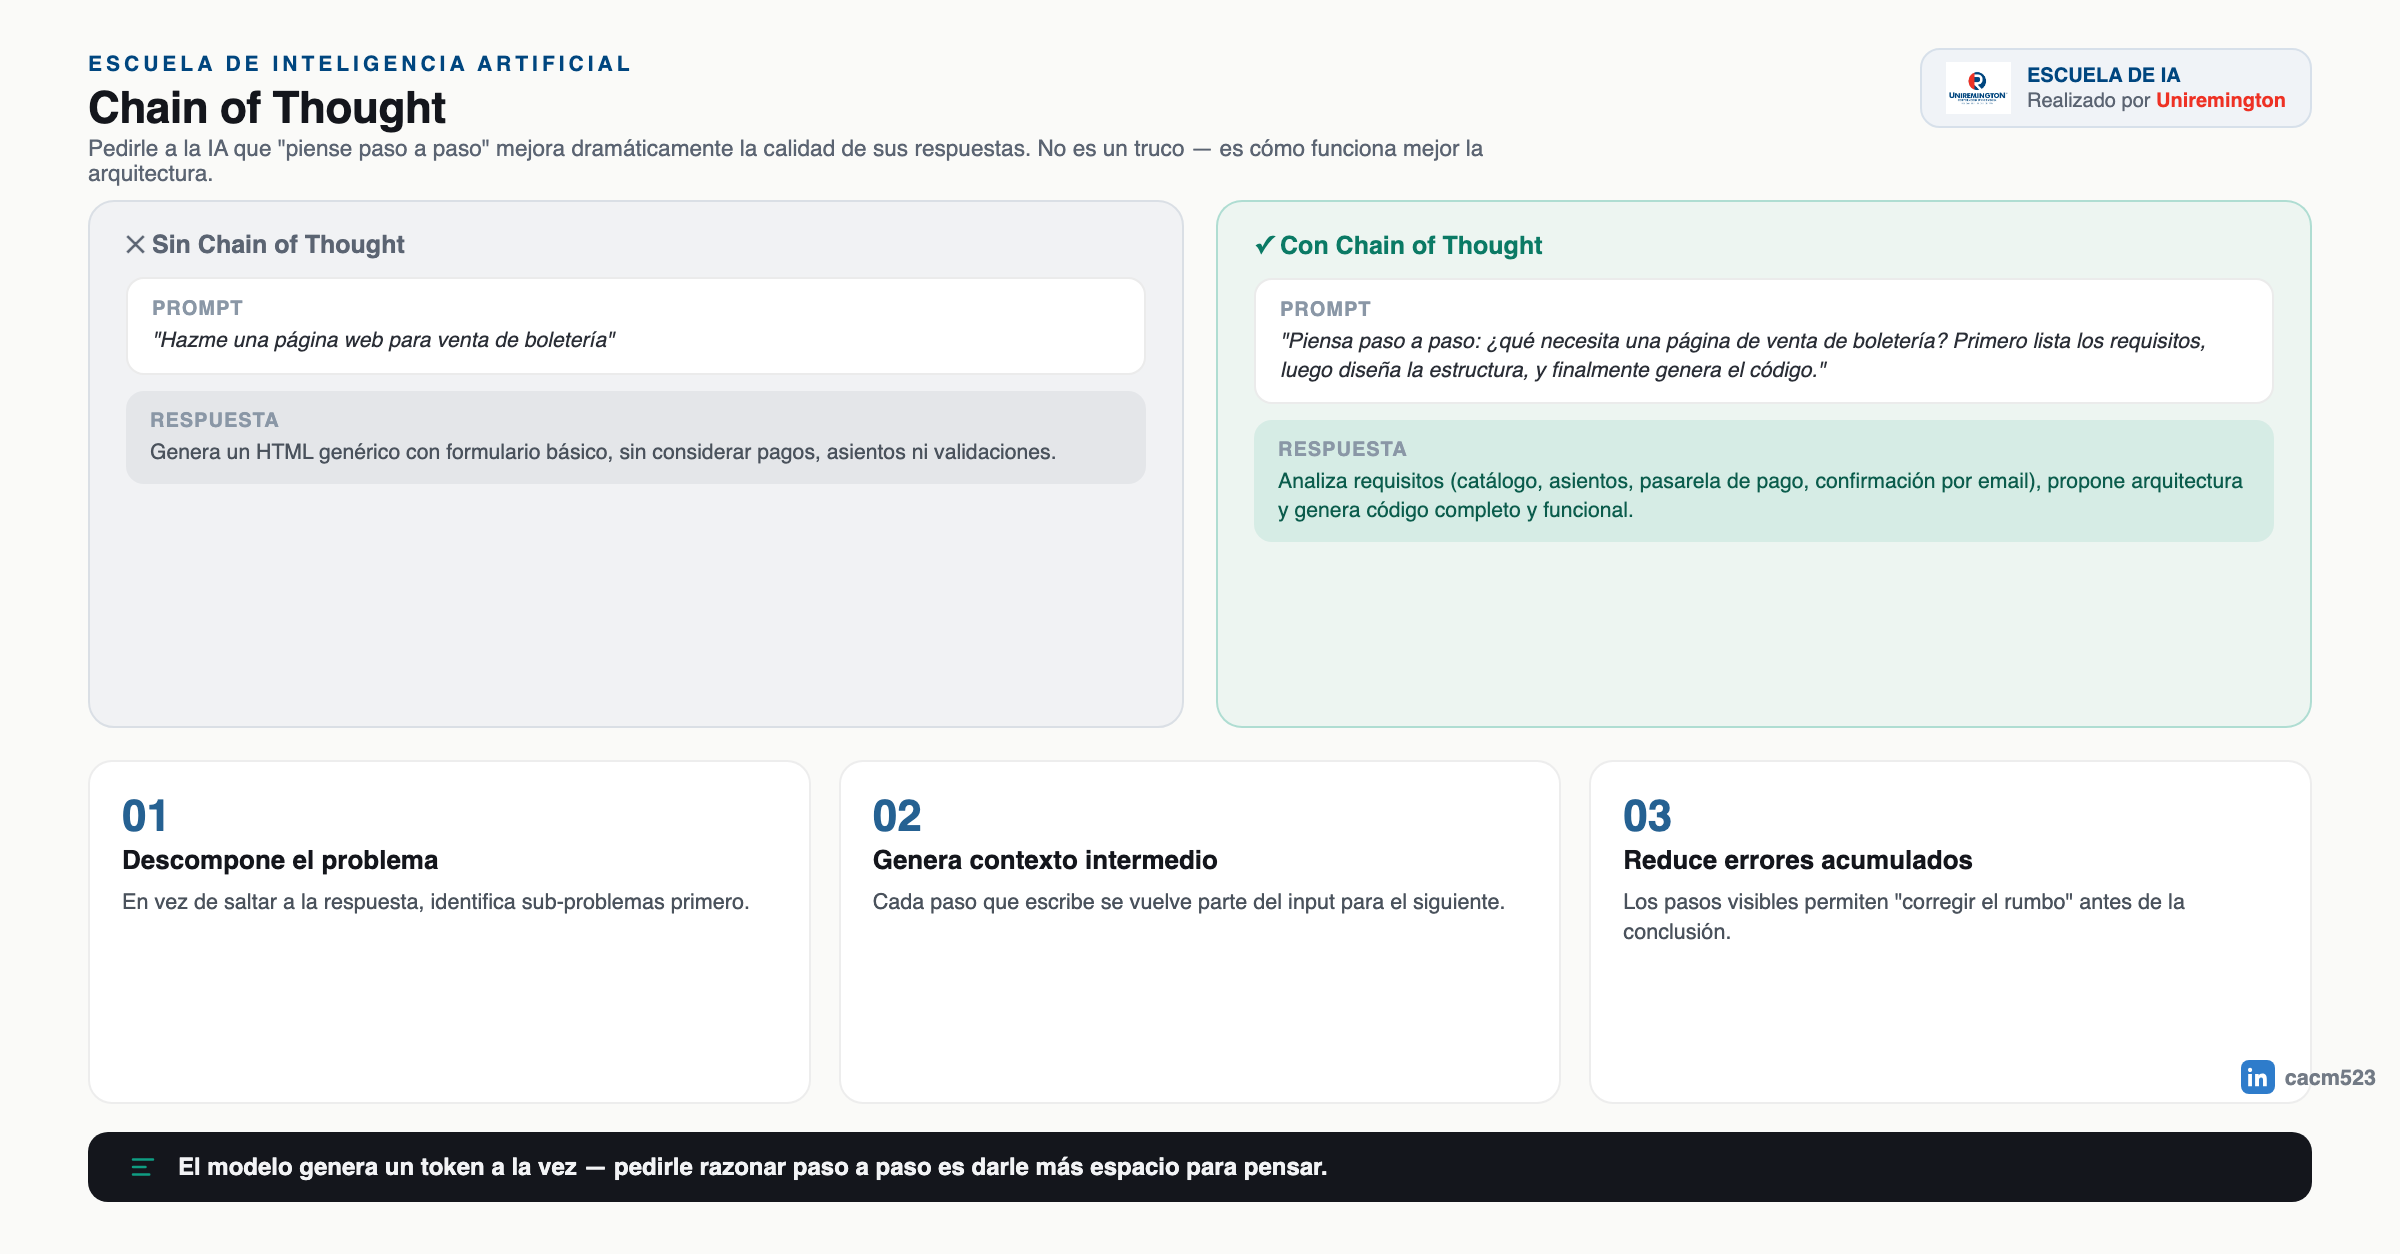 ESCUELA DE INTELIGENCIA ARTIFICIAL
Chain of Thought
Pedirle a la IA que "piense paso a paso" mejora dramáticamente la calidad de sus respuestas. No es un truco — es cómo funciona mejor la
arquitectura.
UNIREMINGTON
ESCUELA DE IA
Realizado por Uniremington
✕ Sin Chain of Thought
PROMPT
"Hazme una página web para venta de boletería"
RESPUESTA
Genera un HTML genérico con formulario básico, sin considerar pagos, asientos ni validaciones.
✓ Con Chain of Thought
PROMPT
"Piensa paso a paso: ¿qué necesita una página de venta de boletería? Primero lista los requisitos,
luego diseña la estructura, y finalmente genera el código."
RESPUESTA
Analiza requisitos (catálogo, asientos, pasarela de pago, confirmación por email), propone arquitectura
y genera código completo y funcional.
01
Descompone el problema
En vez de saltar a la respuesta, identifica sub-problemas primero.
02
Genera contexto intermedio
Cada paso que escribe se vuelve parte del input para el siguiente.
03
Reduce errores acumulados
Los pasos visibles permiten "corregir el rumbo" antes de la
conclusión.
in cacm523
El modelo genera un token a la vez — pedirle razonar paso a paso es darle más espacio para pensar.